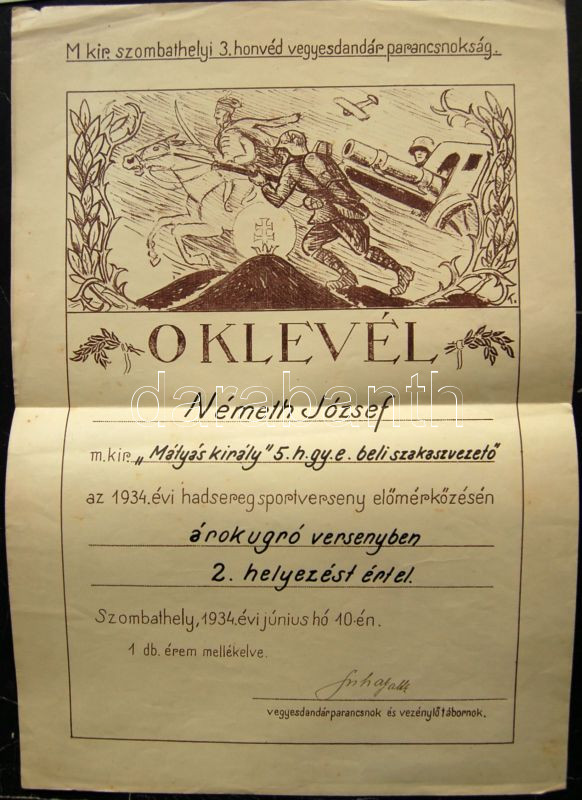 M kir. szombathelyi 3. honvéd vegyesdandár parancsnokság.
K.
OKLEVÉL
darabanth
Németh József
m.kir. „Mátyás király" 5. h.gy.e. beli szakaszvezető
az 1934. évi hadsereg sportverseny előmérkőzésén
árokugró versenyben
2. helyezést értel.
Szombathely, 1934. évi június hó 10-én.
1 db. érem mellékelve.
vegyesdandárparancsnok és vezénylőtábornok.